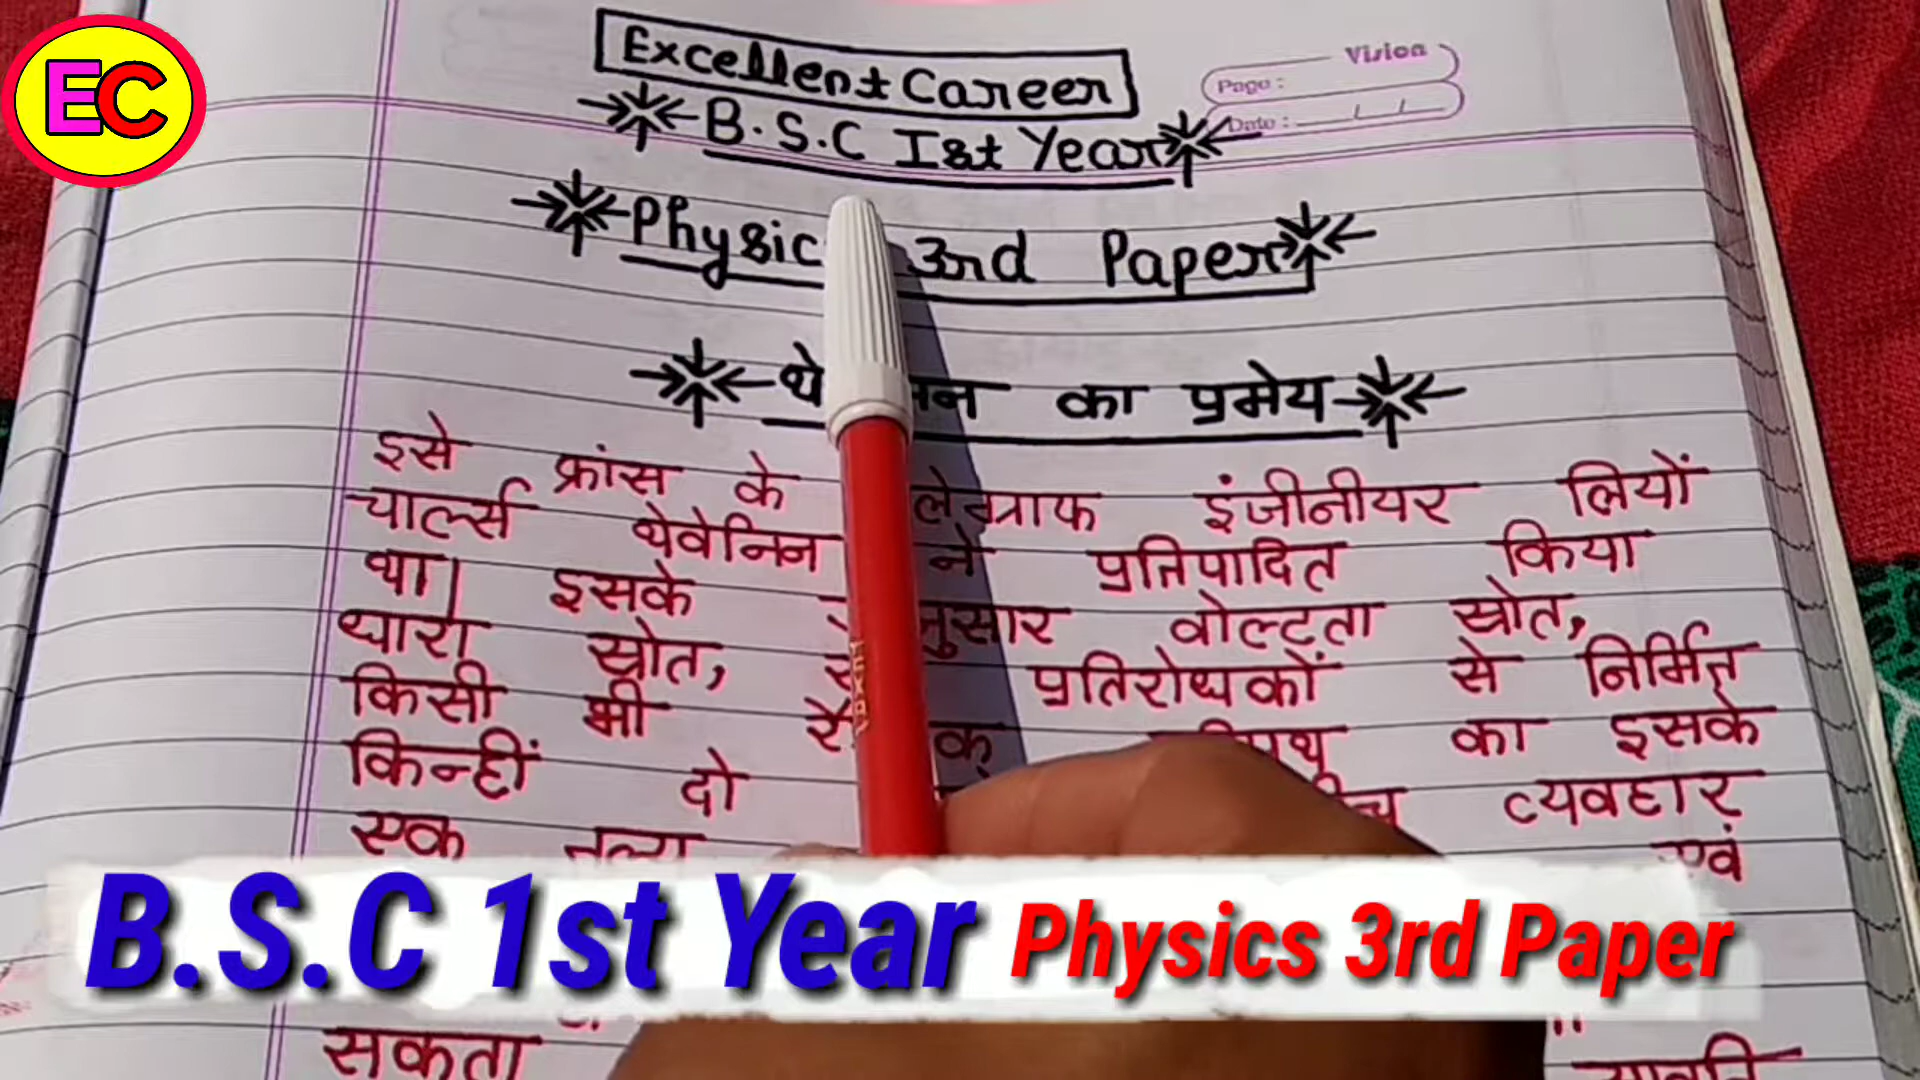 EC
Excellent Career
Vision
Page :
Date :
B.S.C Ist Year
Physic 3rd Paper
का प्रमेय
इसे फ्रांस के इंजीनीयर लियों
चार्ल्स थेवेनिन ने प्रतिपादित किया
था। इसके वोल्टता स्रोत,
धारा स्रोत, प्रतिरोधकों से निर्मित
किसी भी का इसके
किन्हीं दो व्यवहार
एक तुल्य एवं
B.S.C 1st Year Physics 3rd Paper
सकता